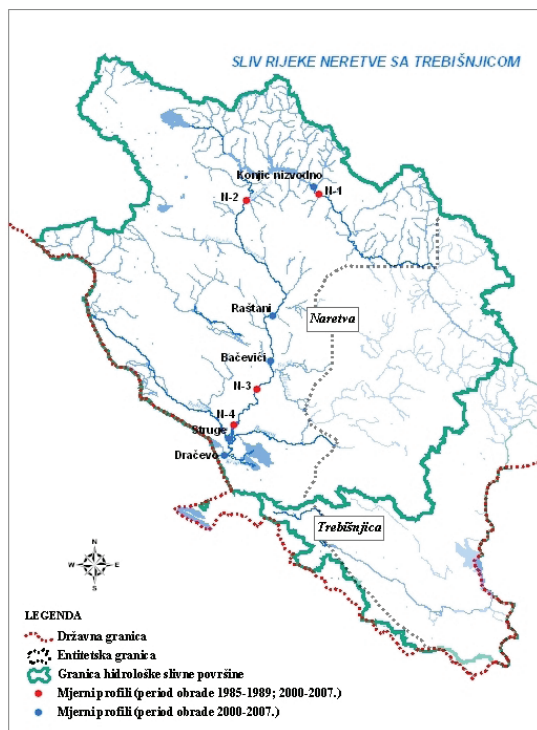 SLIV RIJEKE NERETVE SA TREBIŠNJICOM
Konjic nizvodno
N-1
N-2
Raštani
Naretva
Bačevići
N-3
N-4
Struge
Dračevo
Trebišnjica
N
W E
S
LEGENDA
Državna granica
Entitetska granica
Granica hidrološke slivne površine
Mjerni profili (period obrade 1985-1989; 2000-2007.)
Mjerni profili (period obrade 2000-2007.)